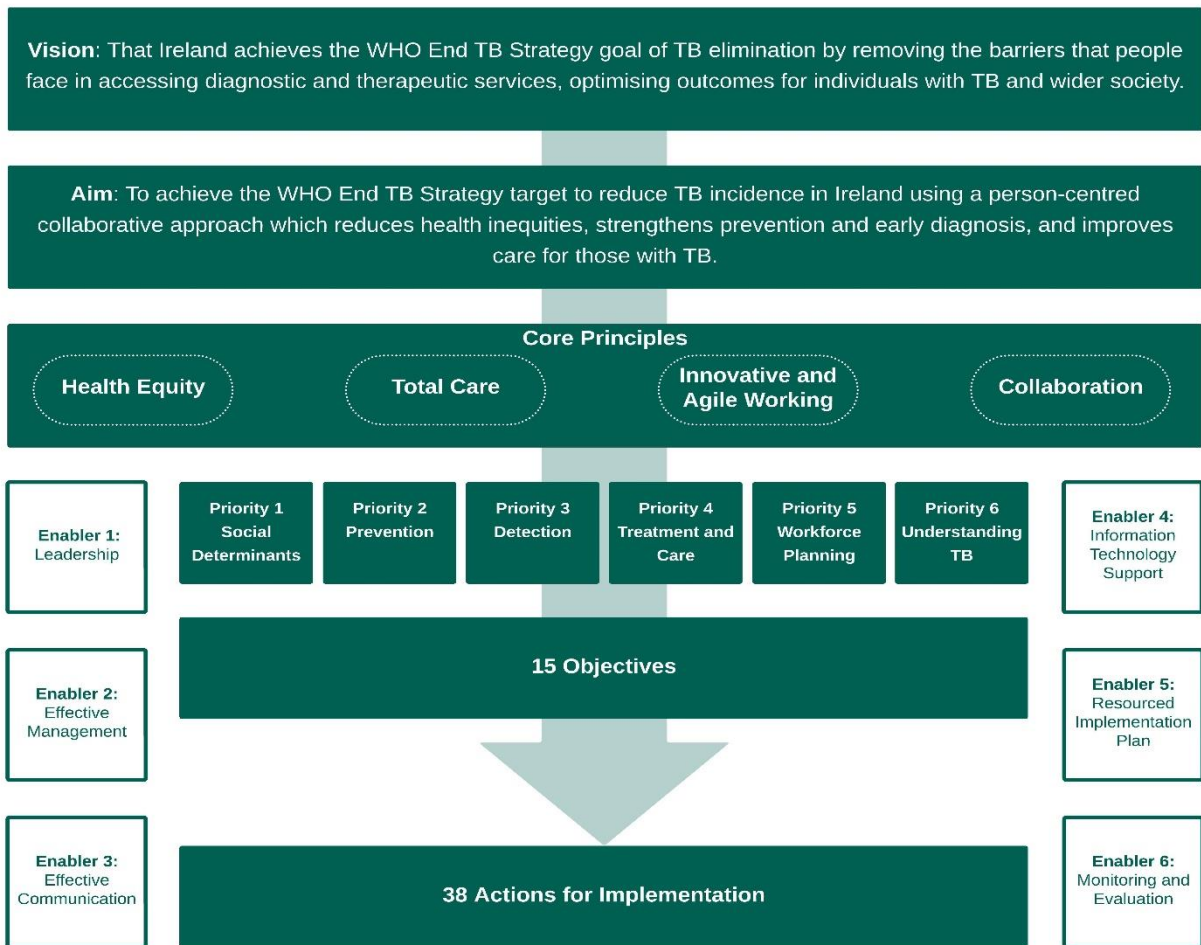 Vision: That Ireland achieves the WHO End TB Strategy goal of TB elimination by removing the barriers that people
face in accessing diagnostic and therapeutic services, optimising outcomes for individuals with TB and wider society.
Aim: To achieve the WHO End TB Strategy target to reduce TB incidence in Ireland using a person-centred
collaborative approach which reduces health inequities, strengthens prevention and early diagnosis, and improves
care for those with TB.
Core Principles
Health Equity
Total Care
Innovative and
Agile Working
Collaboration
Enabler 1:
Leadership
Priority 1
Social
Determinants
Priority 2
Prevention
Priority 3
Detection
Priority 4
Treatment and
Care
Priority 5
Workforce
Planning
Priority 6
Understanding
TB
Enabler 4:
Information
Technology
Support
Enabler 2:
Effective
Management
15 Objectives
Enabler 5:
Resourced
Implementation
Plan
Enabler 3:
Effective
Communication
38 Actions for Implementation
Enabler 6:
Monitoring and
Evaluation